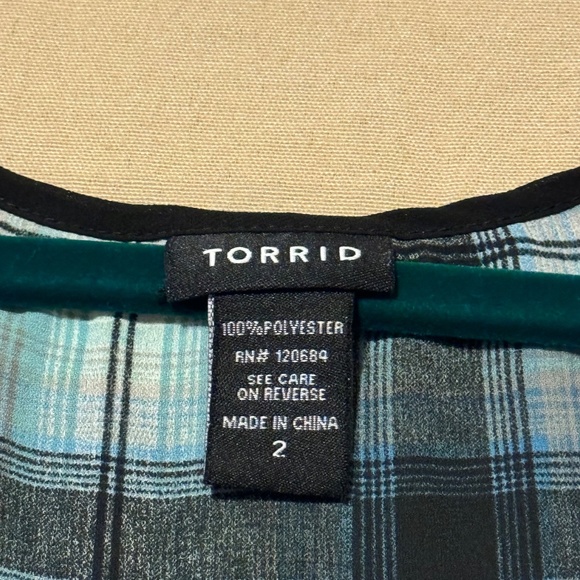 TORRID
100%POLYESTER
RN# 120684
SEE CARE
ON REVERSE
MADE IN CHINA
2